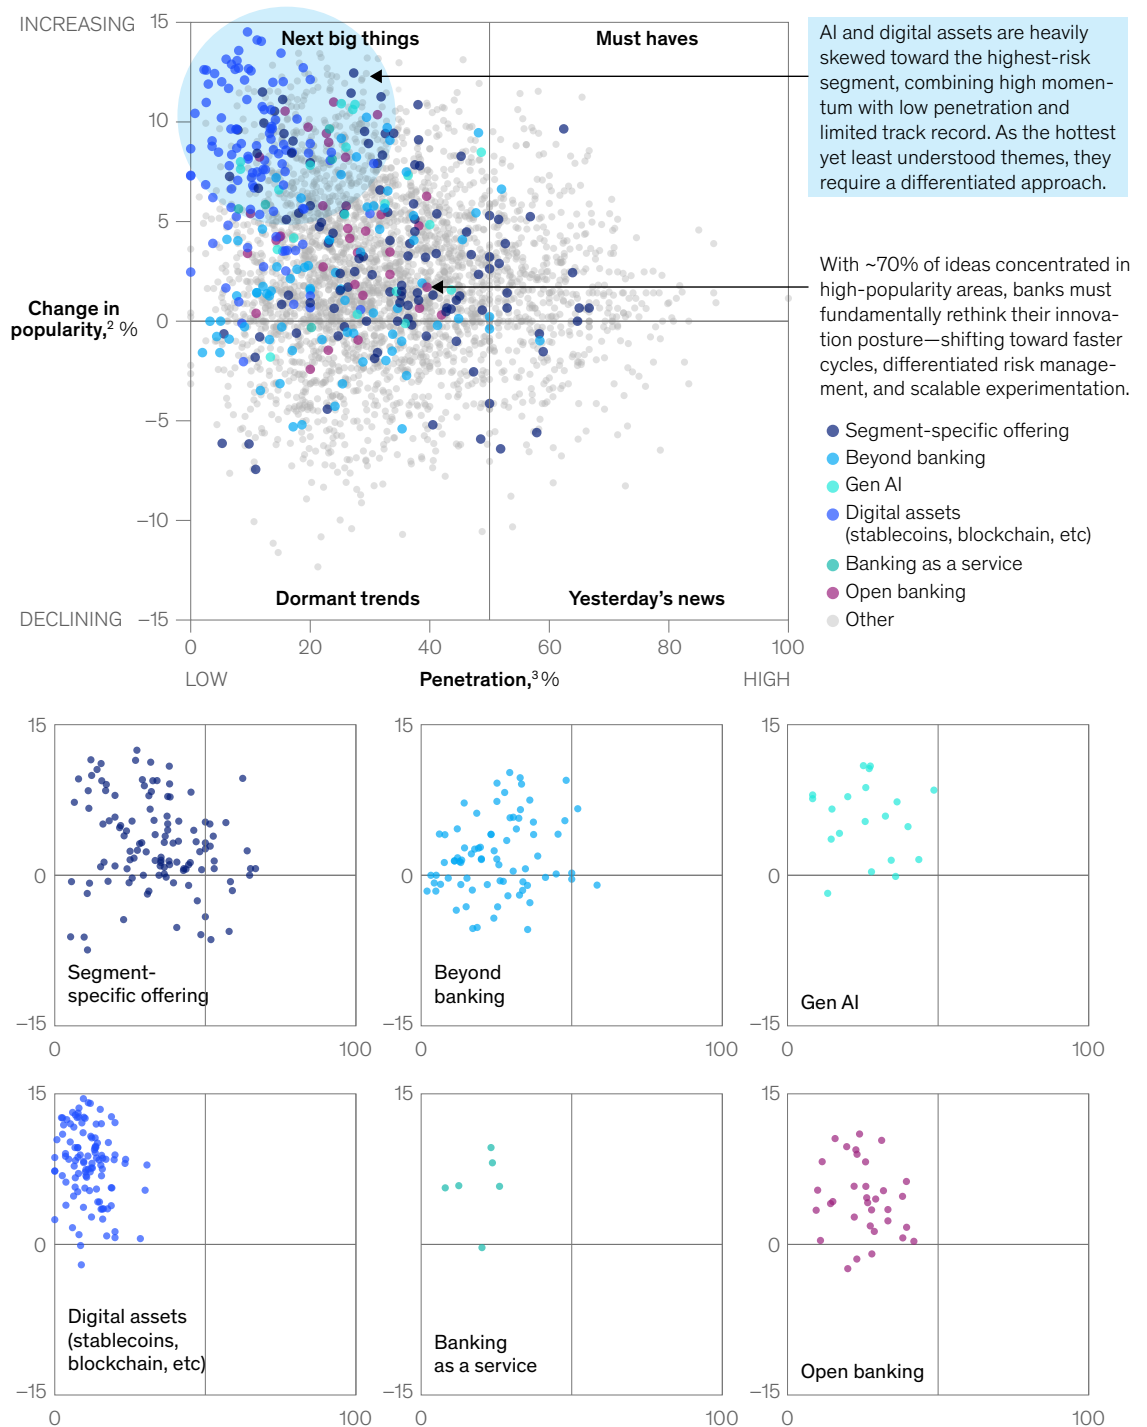 INCREASING
15
Next big things
Must haves
10
5
Change in
popularity,² %
0
−5
−10
Dormant trends
Yesterday’s news
DECLINING
−15
0
20
40
60
80
100
LOW
Penetration,³ %
HIGH
AI and digital assets are heavily
skewed toward the highest-risk
segment, combining high momen-
tum with low penetration and
limited track record. As the hottest
yet least understood themes, they
require a differentiated approach.
With ~70% of ideas concentrated in
high-popularity areas, banks must
fundamentally rethink their innova-
tion posture—shifting toward faster
cycles, differentiated risk manage-
ment, and scalable experimentation.
Segment-specific offering
Beyond banking
Gen AI
Digital assets
(stablecoins, blockchain, etc)
Banking as a service
Open banking
Other
15
0
Segment-
specific offering
−15
0
100
15
0
Beyond
banking
−15
0
100
15
0
Gen AI
−15
0
100
15
0
Digital assets
(stablecoins,
blockchain, etc)
−15
0
100
15
0
Banking
as a service
−15
0
100
15
0
Open banking
−15
0
100